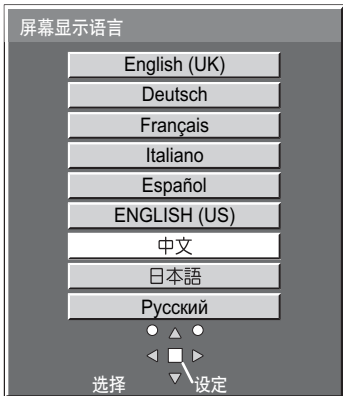 屏幕显示语言
English (UK)
Deutsch
Français
Italiano
Español
ENGLISH (US)
中文
日本語
Русский
选择 设定